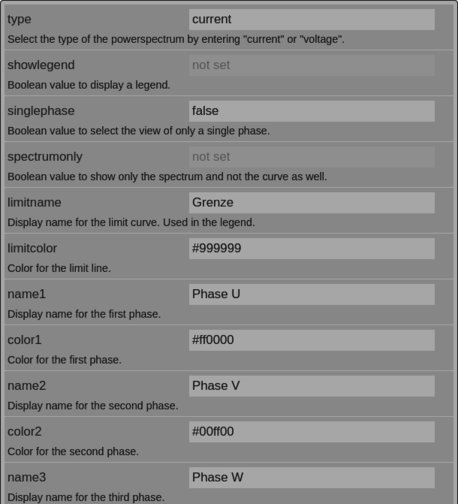 type current
Select the type of the powerspectrum by entering "current" or "voltage".
showlegend not set
Boolean value to display a legend.
singlephase false
Boolean value to select the view of only a single phase.
spectrumonly not set
Boolean value to show only the spectrum and not the curve as well.
limitname Grenze
Display name for the limit curve. Used in the legend.
limitcolor #999999
Color for the limit line.
name1 Phase U
Display name for the first phase.
color1 #ff0000
Color for the first phase.
name2 Phase V
Display name for the second phase.
color2 #00ff00
Color for the second phase.
name3 Phase W
Display name for the third phase.